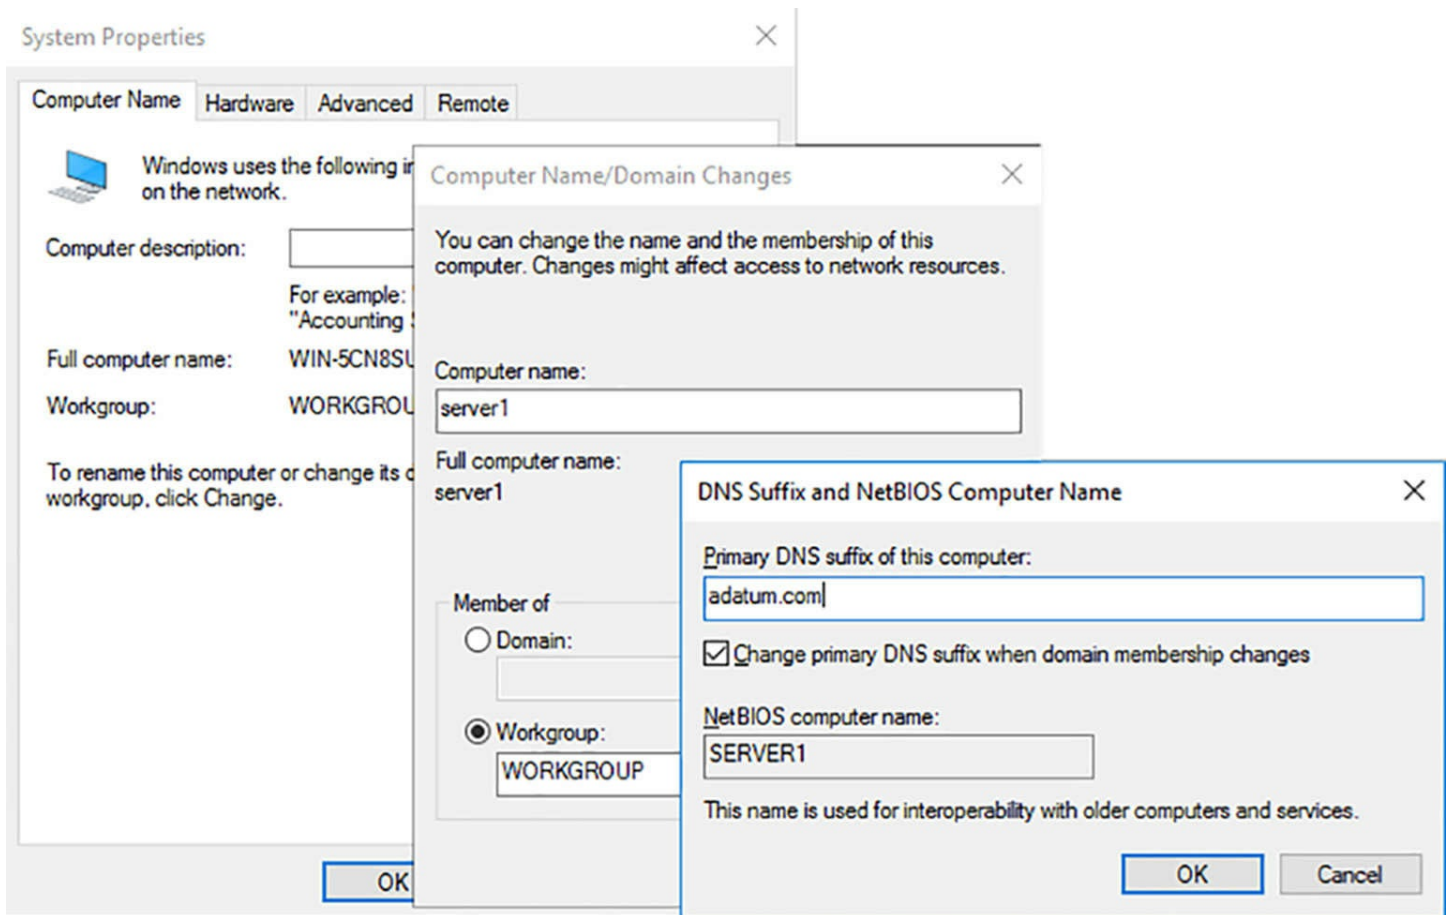 System Properties
Computer Name
Hardware
Advanced
Remote
Windows uses the following
on the network.
Computer description:
For example:
"Accounting
Full computer name:
WIN-5CN8SU
Workgroup:
WORKGROU
To rename this computer or change its
workgroup, click Change.
OK
Computer Name/Domain Changes
You can change the name and the membership of this
computer. Changes might affect access to network resources.
Computer name:
server1
Full computer name:
server1
Member of
Domain:
Workgroup:
WORKGROUP
DNS Suffix and NetBIOS Computer Name
Primary DNS suffix of this computer:
adatum.com
Change primary DNS suffix when domain membership changes
NetBIOS computer name:
SERVER1
This name is used for interoperability with older computers and services.
OK
Cancel